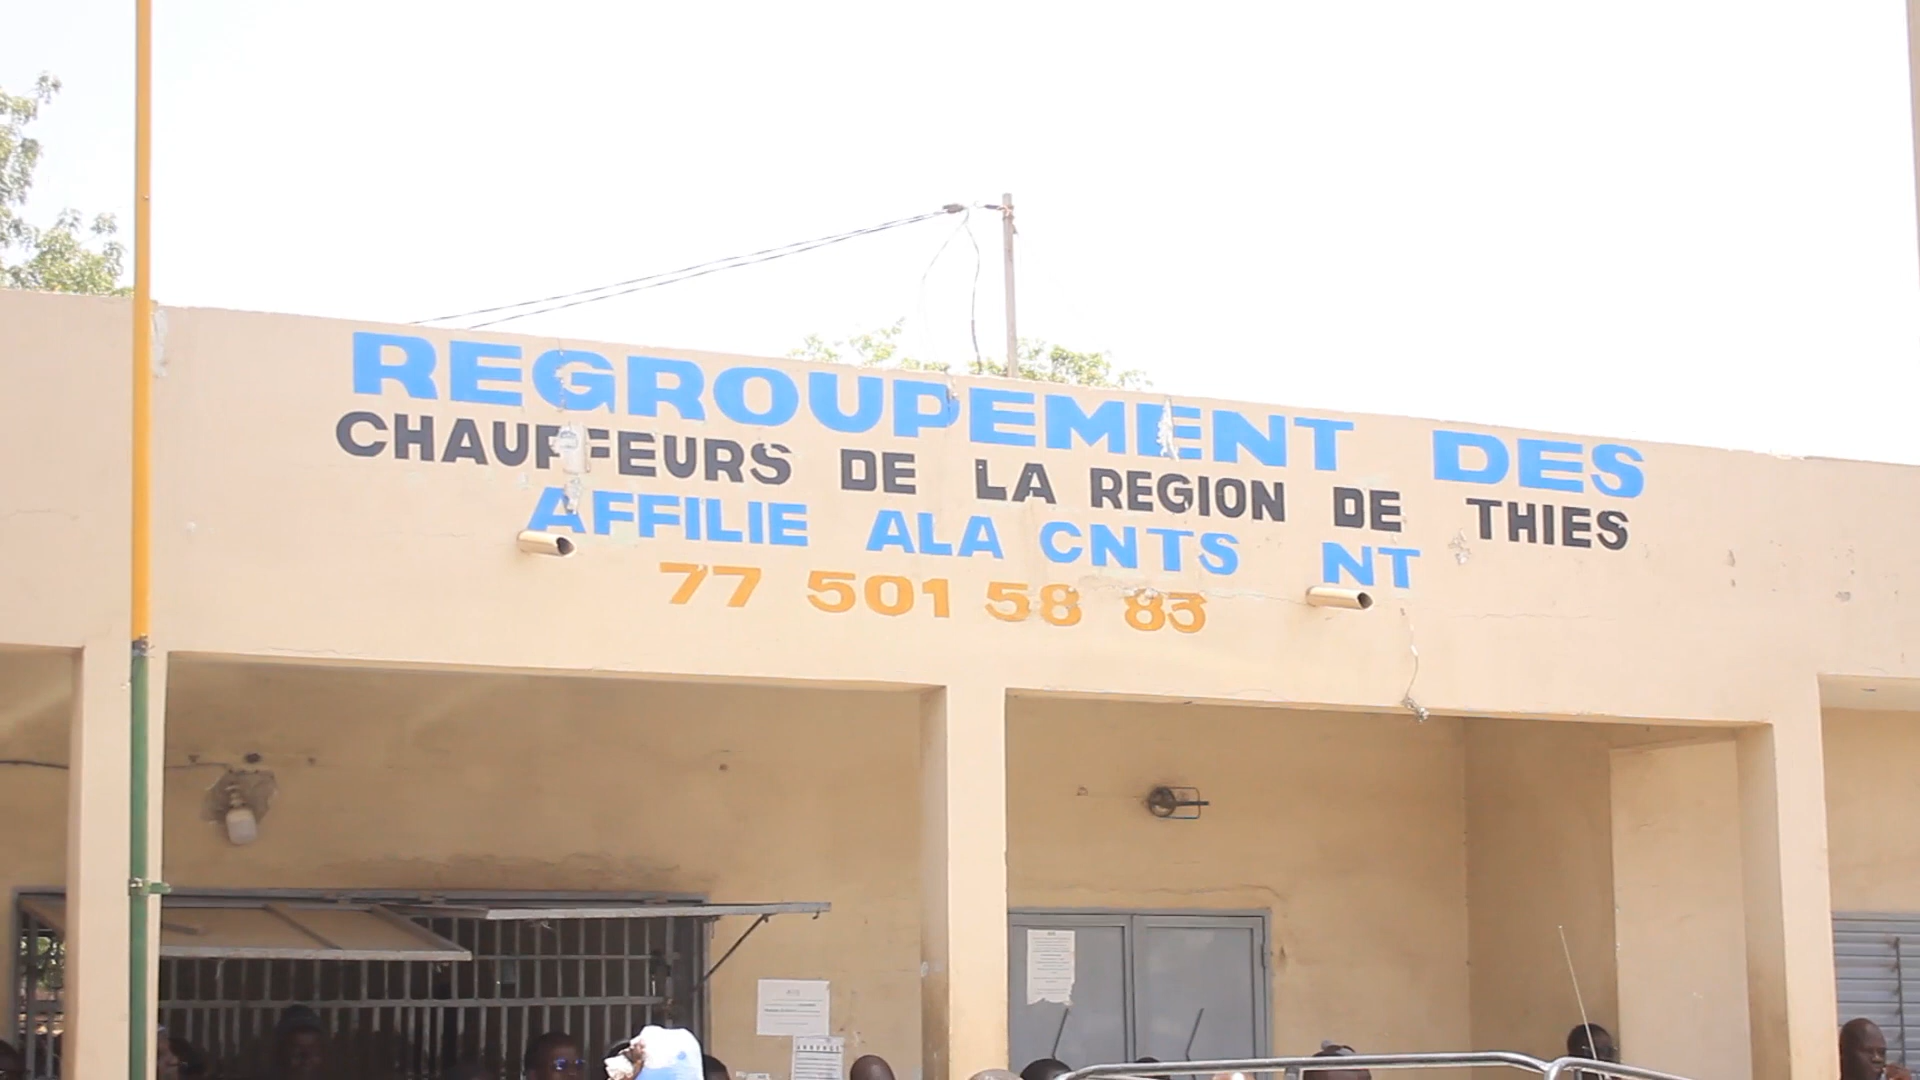 REGROUPEMENT DES
CHAUFFEURS DE LA REGION DE THIES
AFFILIE ALA CNTS NT
77 501 58 83